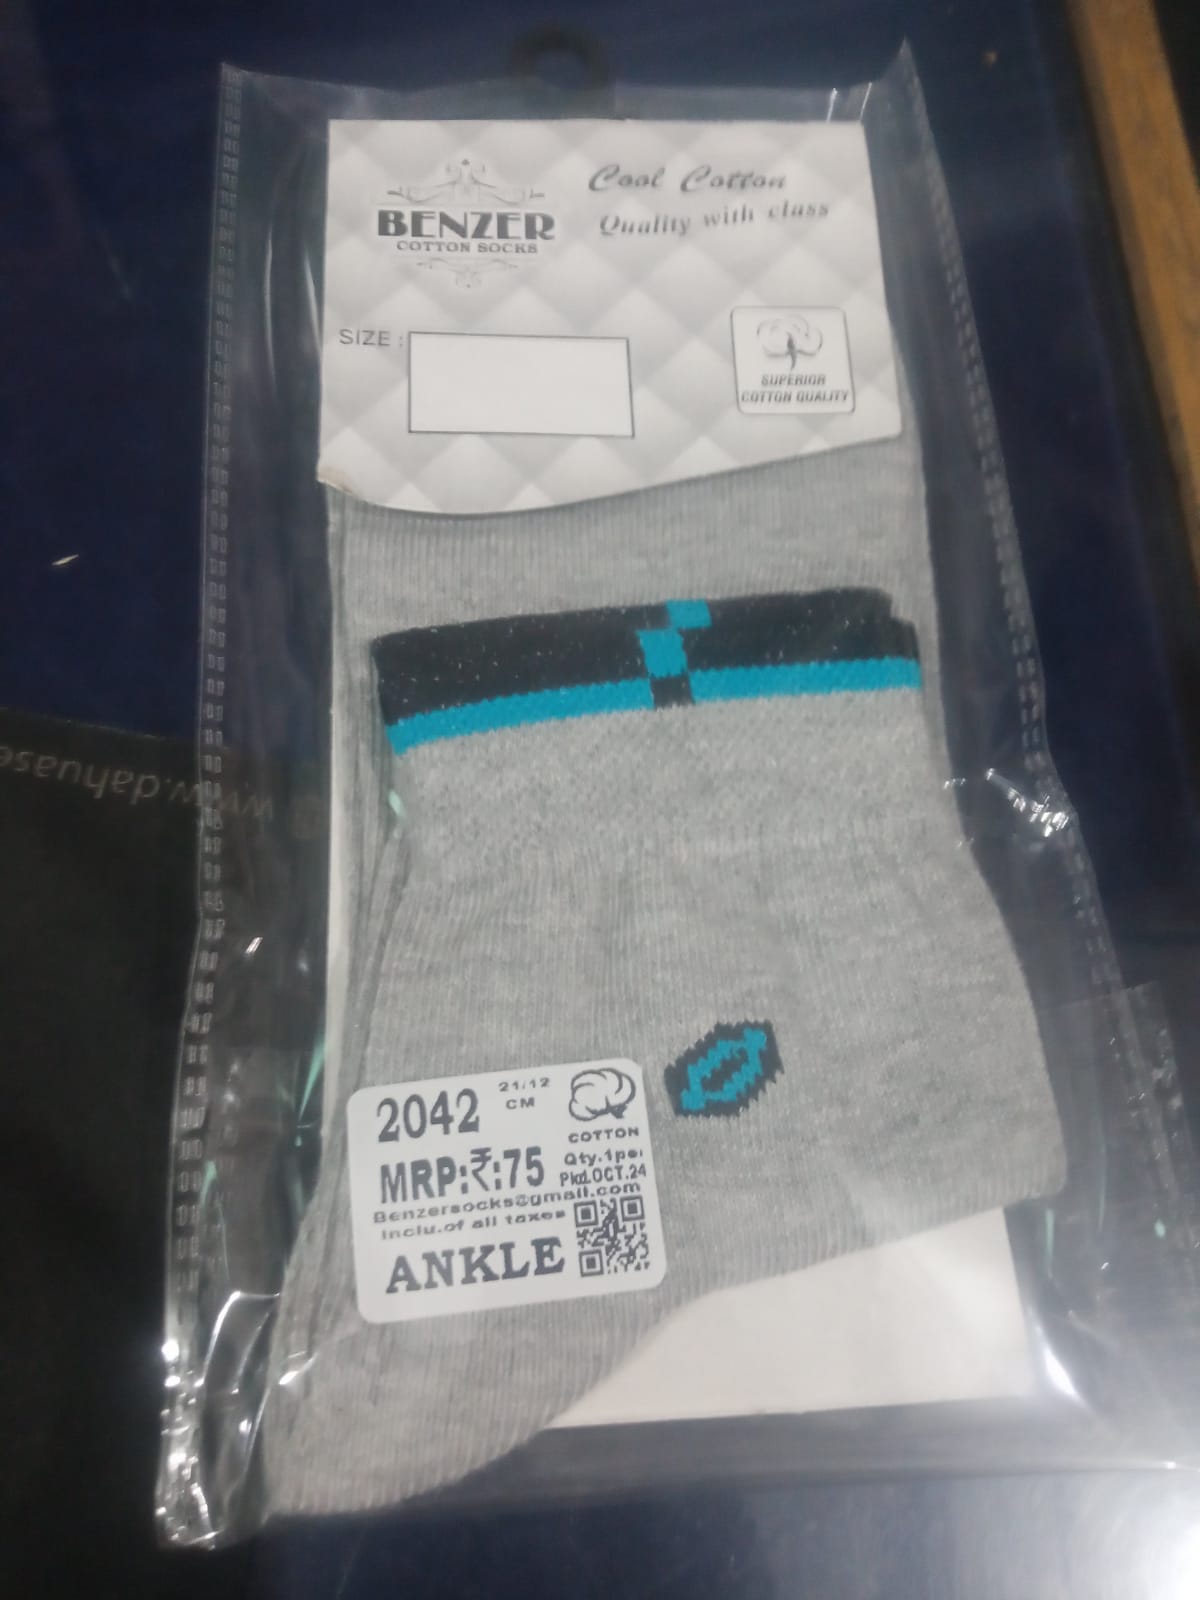 BENZER
COTTON SOCKS
Cool Cotton
Quality with class
SIZE :
SUPERIOR
COTTON QUALITY
2042
21/12
CM
COTTON
MRP:₹:75
Qty.1pei
Pkd.OCT.24
Benzersocks@gmail.com
inclu.of all taxes
ANKLE
www.dahuase